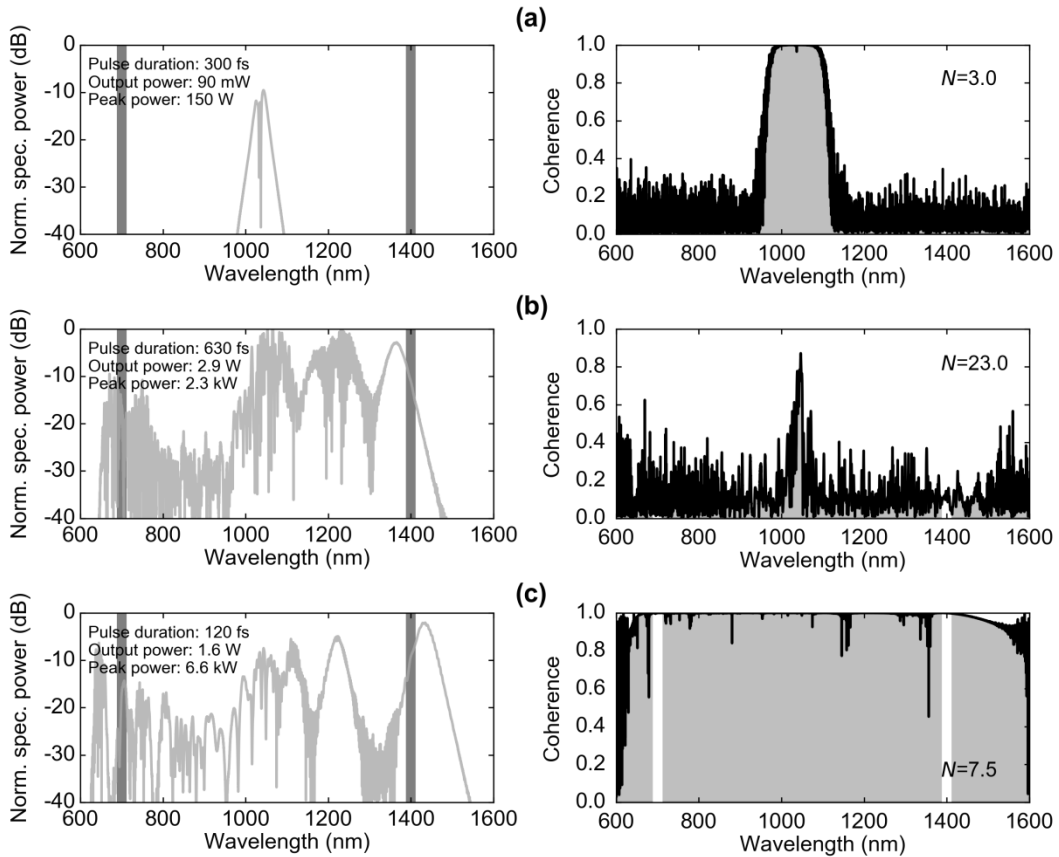 (a)
Norm. spec. power (dB)
0
-10
-20
-30
-40
Pulse duration: 300 fs
Output power: 90 mW
Peak power: 150 W
600 800 1000 1200 1400 1600
Wavelength (nm)
Coherence
1.0
0.8
0.6
0.4
0.2
0.0
N=3.0
600 800 1000 1200 1400 1600
Wavelength (nm)
(b)
Norm. spec. power (dB)
0
-10
-20
-30
-40
Pulse duration: 630 fs
Output power: 2.9 W
Peak power: 2.3 kW
600 800 1000 1200 1400 1600
Wavelength (nm)
Coherence
1.0
0.8
0.6
0.4
0.2
0.0
N=23.0
600 800 1000 1200 1400 1600
Wavelength (nm)
(c)
Norm. spec. power (dB)
0
-10
-20
-30
-40
Pulse duration: 120 fs
Output power: 1.6 W
Peak power: 6.6 kW
600 800 1000 1200 1400 1600
Wavelength (nm)
Coherence
1.0
0.8
0.6
0.4
0.2
0.0
N=7.5
600 800 1000 1200 1400 1600
Wavelength (nm)